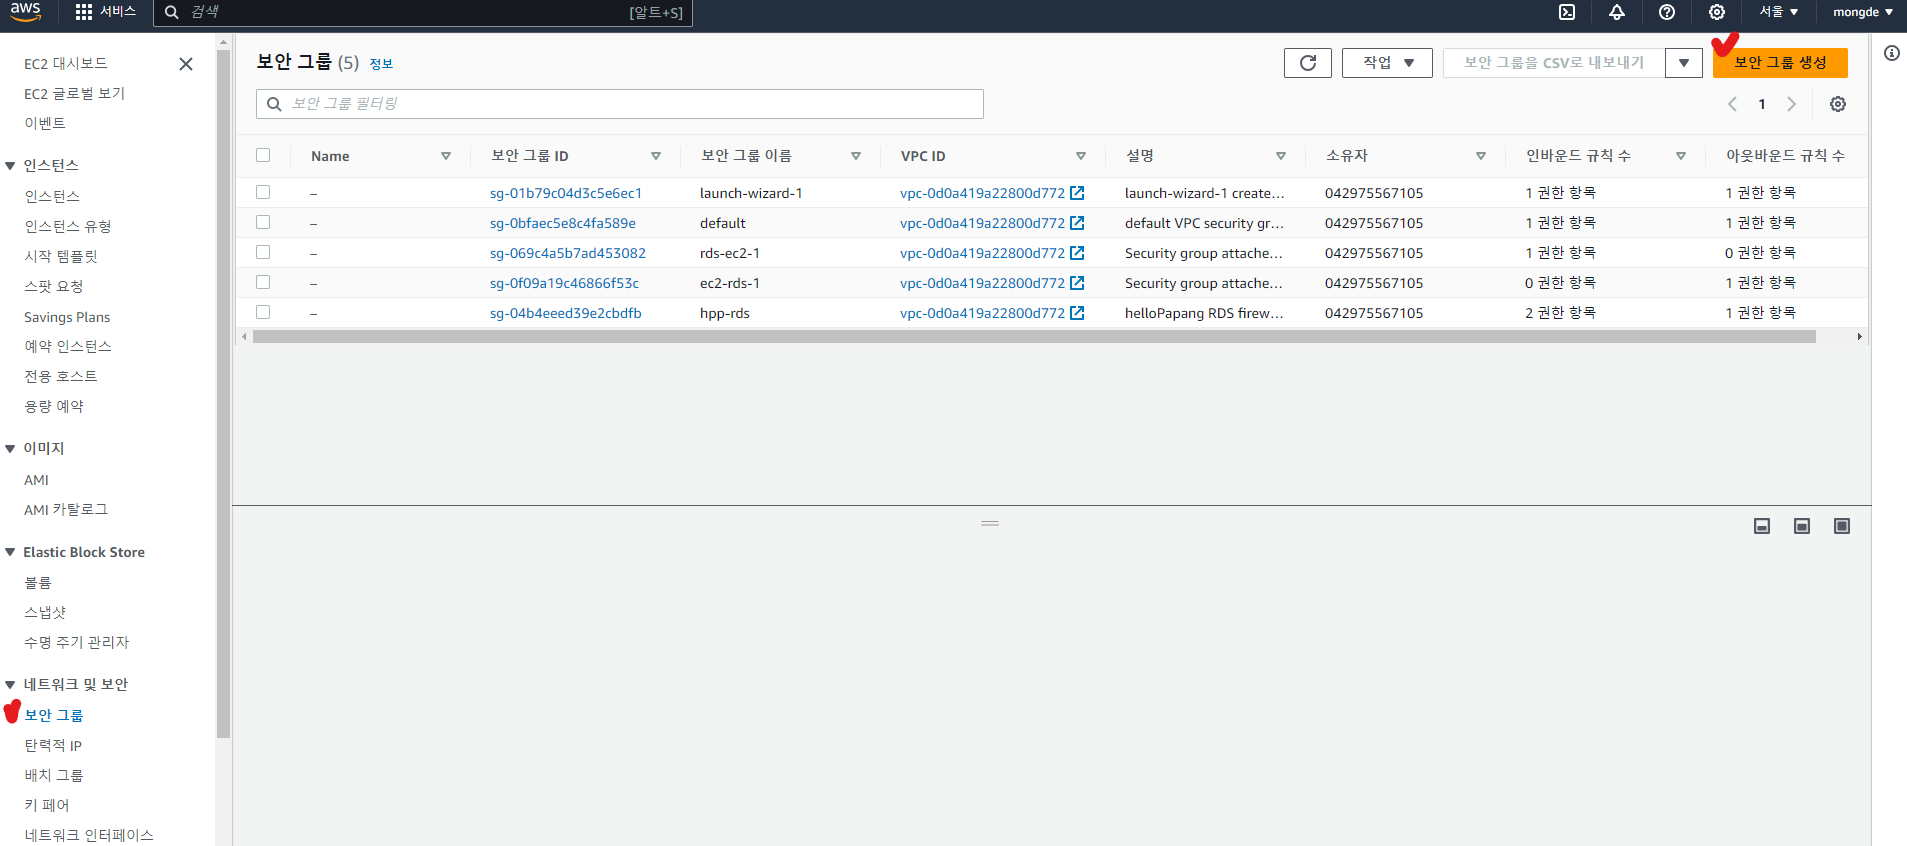 aws
서비스
검색
[알트+S]
서울
mongde
EC2 대시보드
EC2 글로벌 보기
이벤트
인스턴스
인스턴스
인스턴스 유형
시작 템플릿
스팟 요청
Savings Plans
예약 인스턴스
전용 호스트
용량 예약
이미지
AMI
AMI 카탈로그
Elastic Block Store
볼륨
스냅샷
수명 주기 관리자
네트워크 및 보안
보안 그룹
탄력적 IP
배치 그룹
키 페어
네트워크 인터페이스
보안 그룹 (5) 정보
작업
보안 그룹을 CSV로 내보내기
보안 그룹 생성
보안 그룹 필터링
1
Name 보안 그룹 ID 보안 그룹 이름 VPC ID 설명 소유자 인바운드 규칙 수 아웃바운드 규칙 수
– sg-01b79c04d3c5e6ec1 launch-wizard-1 vpc-0d0a419a22800d772 launch-wizard-1 create... 042975567105 1 권한 항목 1 권한 항목
– sg-0bfaec5e8c4fa589e default vpc-0d0a419a22800d772 default VPC security gr... 042975567105 1 권한 항목 1 권한 항목
– sg-069c4a5b7ad453082 rds-ec2-1 vpc-0d0a419a22800d772 Security group attache... 042975567105 1 권한 항목 0 권한 항목
– sg-0f09a19c46866f53c ec2-rds-1 vpc-0d0a419a22800d772 Security group attache... 042975567105 0 권한 항목 1 권한 항목
– sg-04b4eeed39e2cbdfb hpp-rds vpc-0d0a419a22800d772 helloPapang RDS firew... 042975567105 2 권한 항목 1 권한 항목